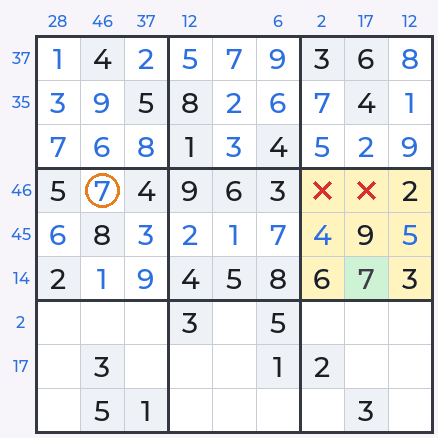 28 46 37 12 6 2 17 12
37 1 4 2 5 7 9 3 6 8
35 3 9 5 8 2 6 7 4 1
7 6 8 1 3 4 5 2 9
46 5 7 4 9 6 3 2
45 6 8 3 2 1 7 4 9 5
14 2 1 9 4 5 8 6 7 3
2 3 5
17 3 1 2
5 1 3